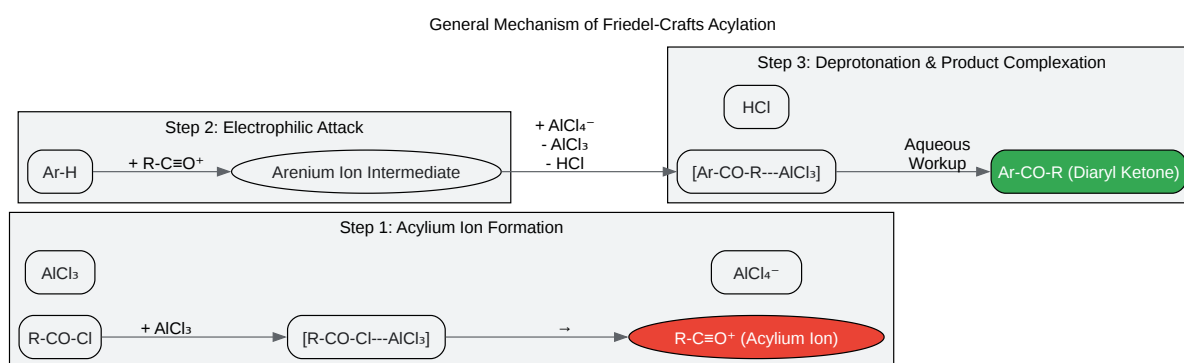 General Mechanism of Friedel-Crafts Acylation
Step 3: Deprotonation & Product Complexation
HCl
Step 2: Electrophilic Attack
+ AlCl₄⁻
- AlCl₃
- HCl
Ar-H
+ R-C≡O⁺
Arenium Ion Intermediate
[Ar-CO-R---AlCl₃]
Aqueous
Workup
Ar-CO-R (Diaryl Ketone)
Step 1: Acylium Ion Formation
AlCl₃
AlCl₄⁻
R-CO-Cl
+ AlCl₃
[R-CO-Cl---AlCl₃]
→
R-C≡O⁺ (Acylium Ion)